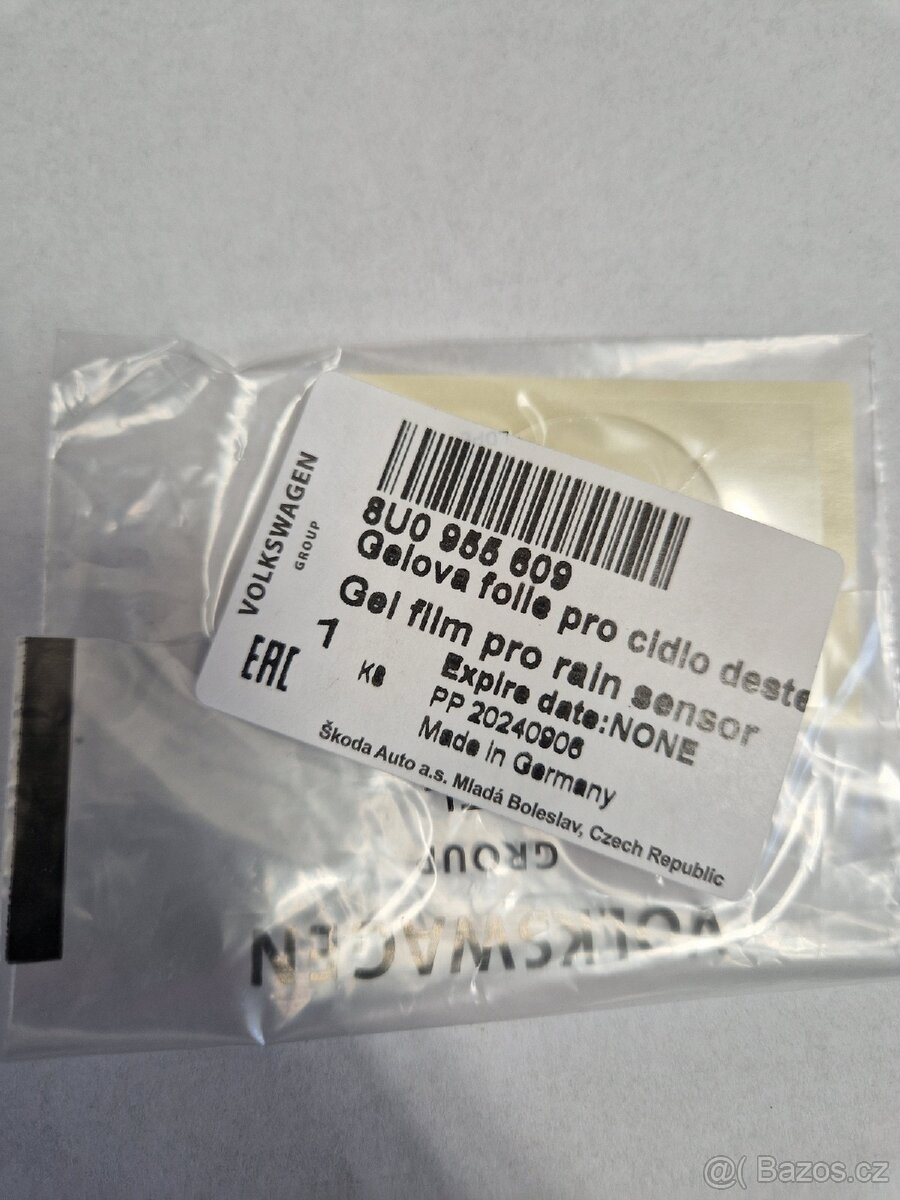 VOLKSWAGEN
GROUP
8U0 955 609
Gelova folie pro cidlo deste
Gel film pro rain sensor
1 KS
Expire date:NONE
PP 20240906
Made in Germany
EAC
Škoda Auto a.s. Mladá Boleslav, Czech Republic
GROUP
VOLKSWAGEN
@( Bazos.cz